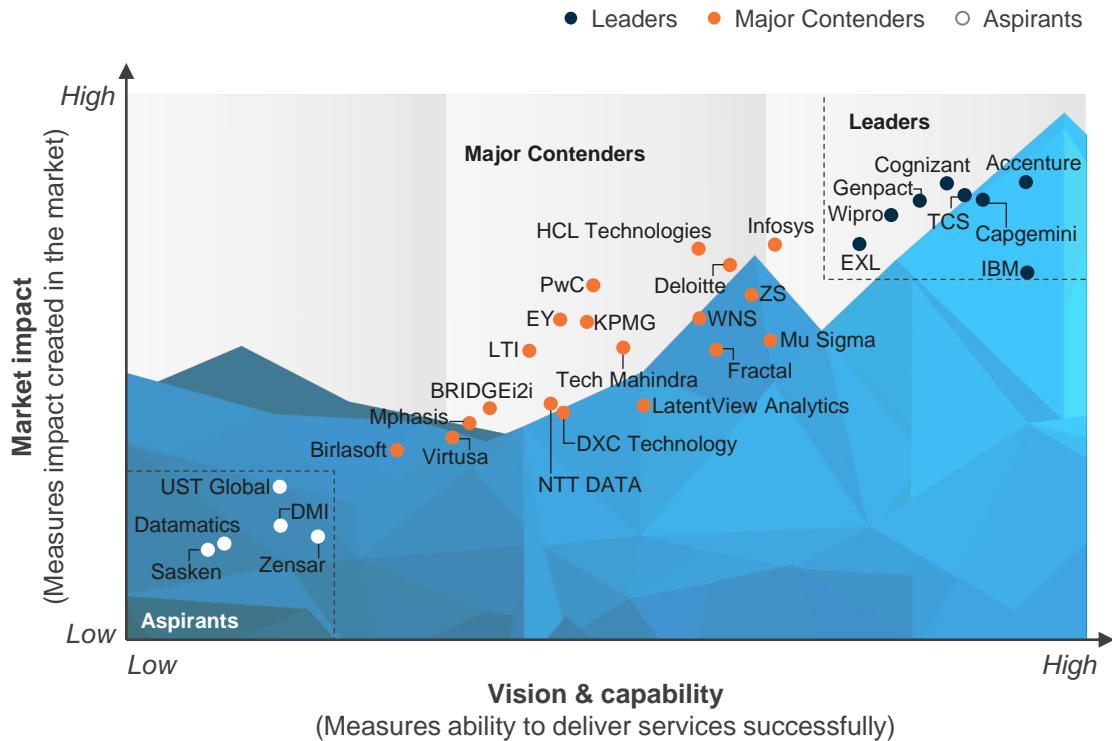 Leaders
Major Contenders
Aspirants
High
Leaders
Major Contenders
Cognizant
Accenture
Genpact
Wipro
TCS
Capgemini
EXL
IBM
HCL Technologies
Infosys
Deloitte
PwC
ZS
EY
KPMG
WNS
LTI
Mu Sigma
Tech Mahindra
Fractal
BRIDGEi2i
Mphasis
LatentView Analytics
Birlasoft
Virtusa
DXC Technology
NTT DATA
UST Global
DMI
Datamatics
Sasken
Zensar
Aspirants
Low
Low
High
Market impact
(Measures impact created in the market)
Vision & capability
(Measures ability to deliver services successfully)